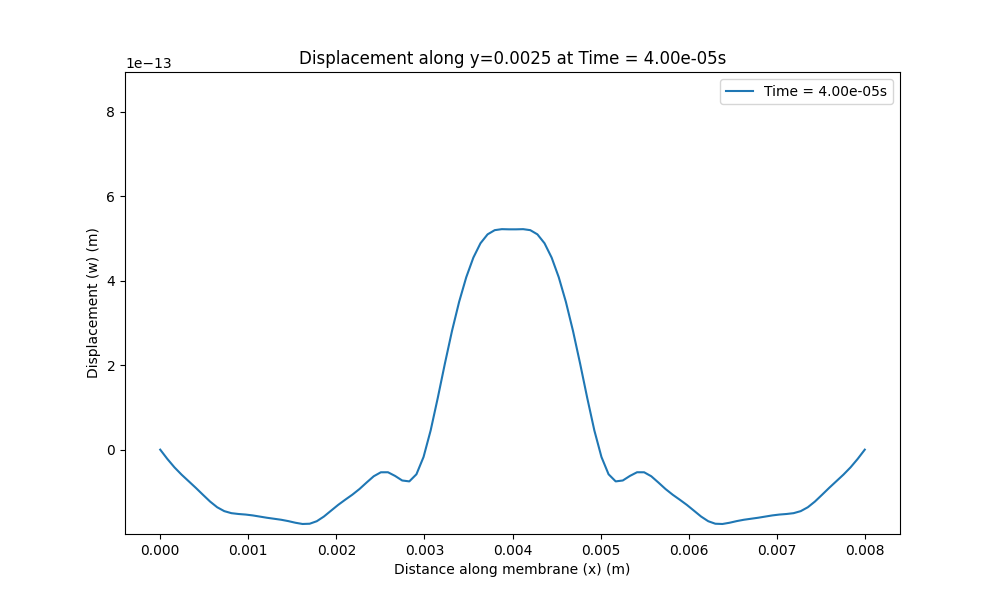 Displacement along y=0.0025 at Time = 4.00e-05s
1e−13
Time = 4.00e-05s
8
6
4
2
0
Displacement (w) (m)
0.000 0.001 0.002 0.003 0.004 0.005 0.006 0.007 0.008
Distance along membrane (x) (m)